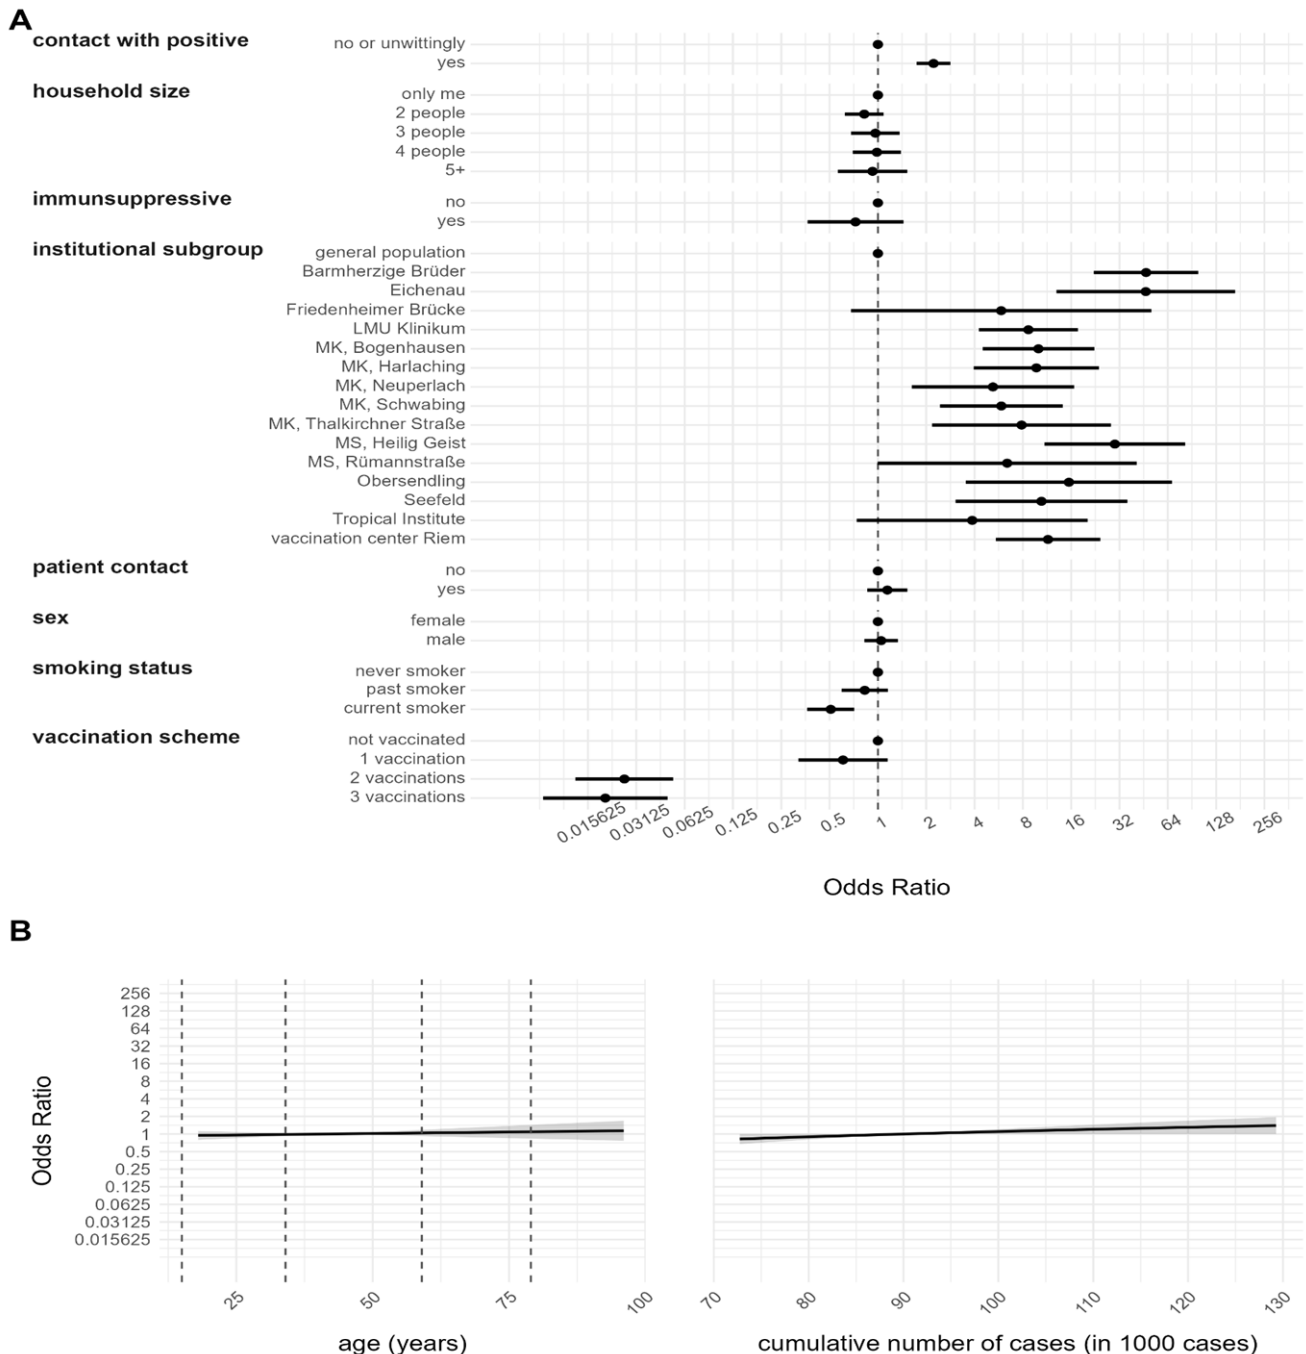 A
contact with positive
no or unwittingly
yes
household size
only me
2 people
3 people
4 people
5+
immunsuppressive
no
yes
institutional subgroup
general population
Barmherzige Brüder
Eichenau
Friedenheimer Brücke
LMU Klinikum
MK, Bogenhausen
MK, Harlaching
MK, Neuperlach
MK, Schwabing
MK, Thalkirchner Straße
MS, Heilig Geist
MS, Rümannstraße
Obersendling
Seefeld
Tropical Institute
vaccination center Riem
patient contact
no
yes
sex
female
male
smoking status
never smoker
past smoker
current smoker
vaccination scheme
not vaccinated
1 vaccination
2 vaccinations
3 vaccinations
0.015625 0.03125 0.0625 0.125 0.25 0.5 1 2 4 8 16 32 64 128 256
Odds Ratio
B
Odds Ratio
256
128
64
32
16
8
4
2
1
0.5
0.25
0.125
0.0625
0.03125
0.015625
25 50 75 100
age (years)
70 80 90 100 110 120 130
cumulative number of cases (in 1000 cases)